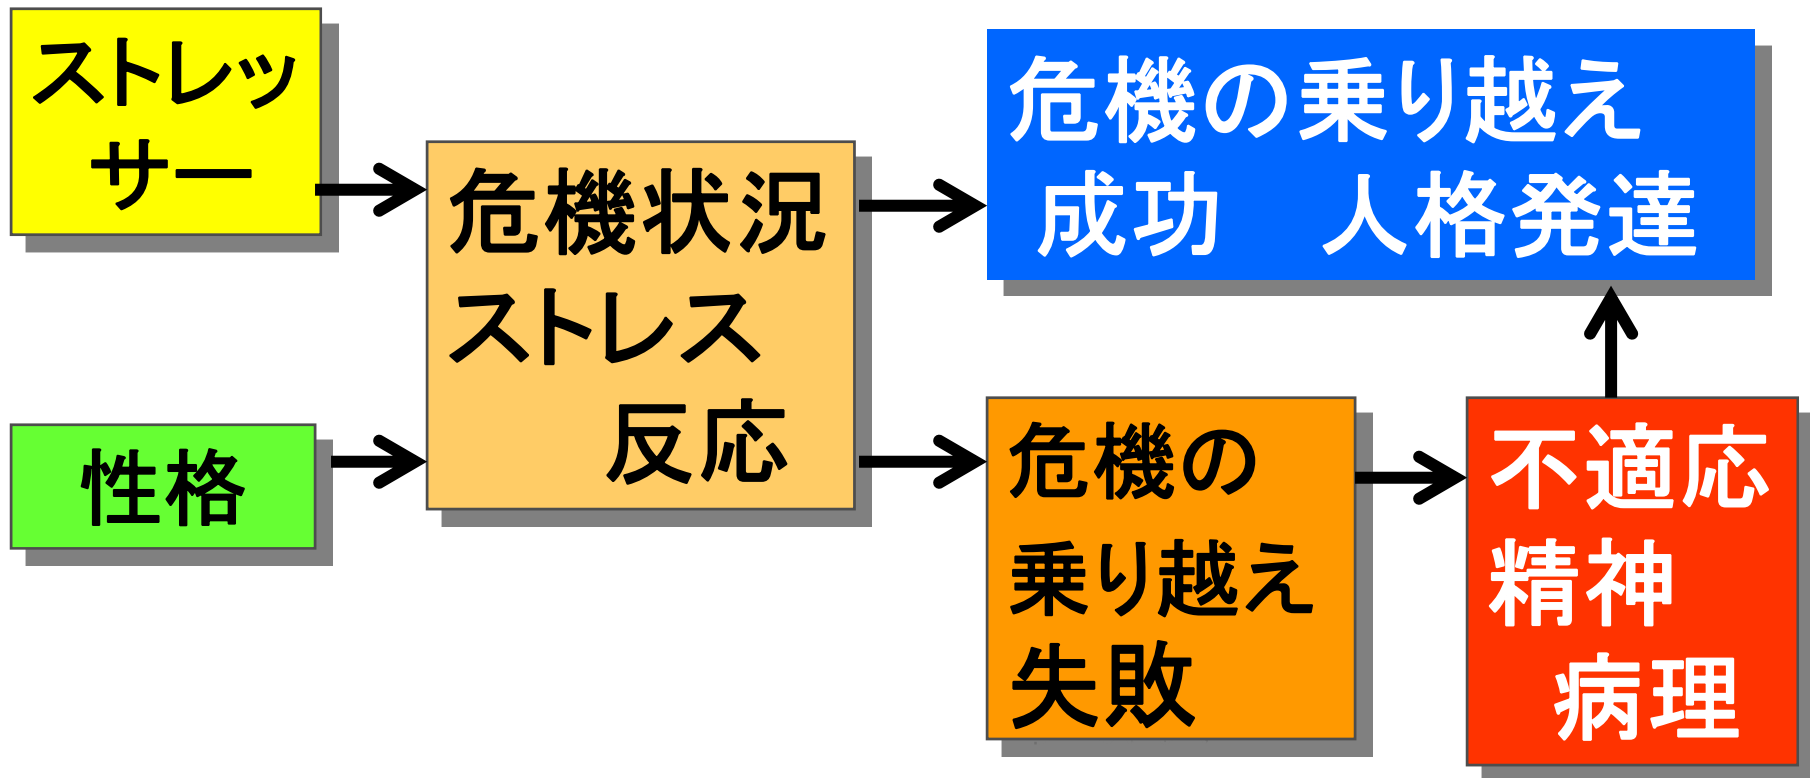 ストレッ
サー
性格
危機状況
ストレス
反応
危機の乗り越え
成功　人格発達
危機の
乗り越え
失敗
不適応
精神
病理